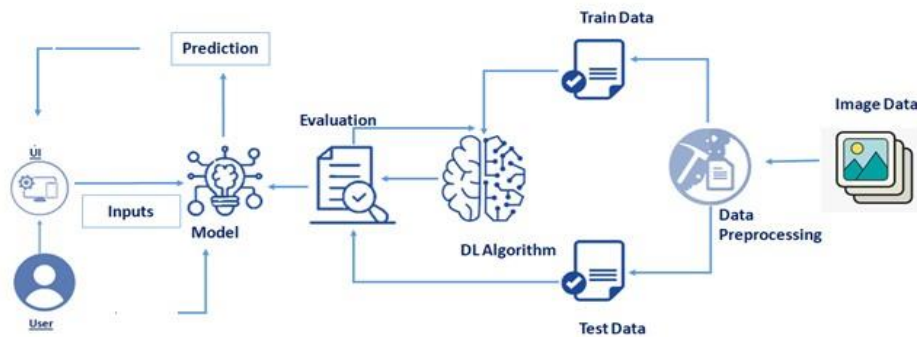 Train Data
Prediction
Image Data
Evaluation
UI
Inputs
Model
DL Algorithm
Data
Preprocessing
User
Test Data